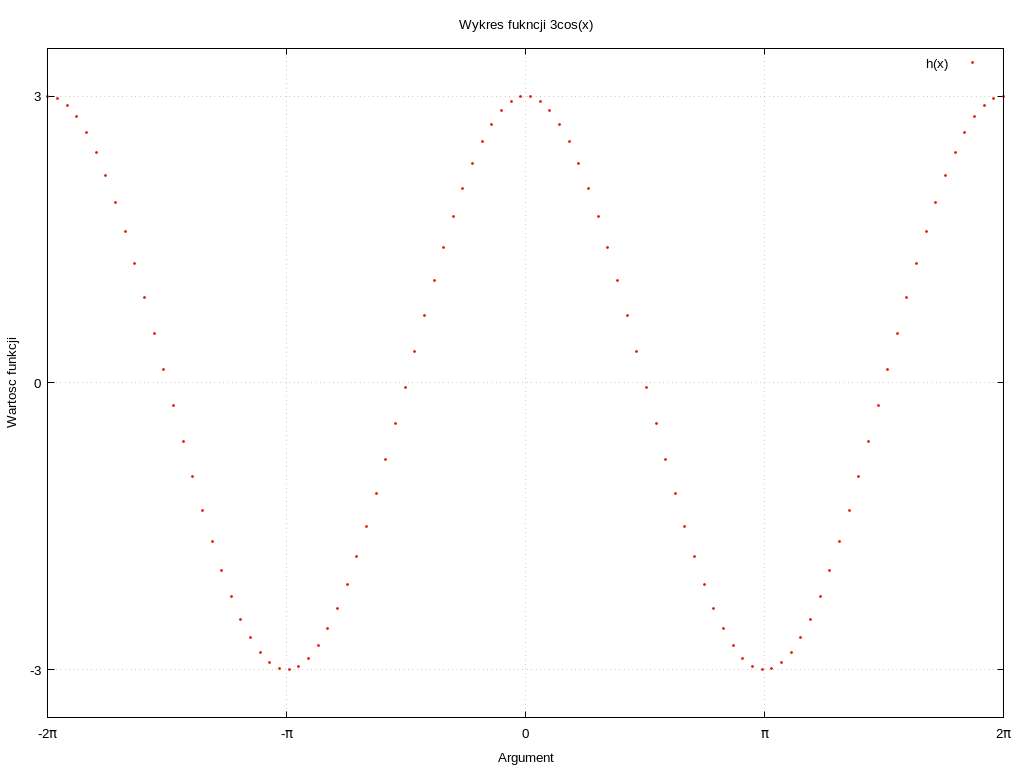 Wykres fukncji 3cos(x)
h(x)
3
0
-3
Wartosc funkcji
-2π
-π
0
π
2π
Argument